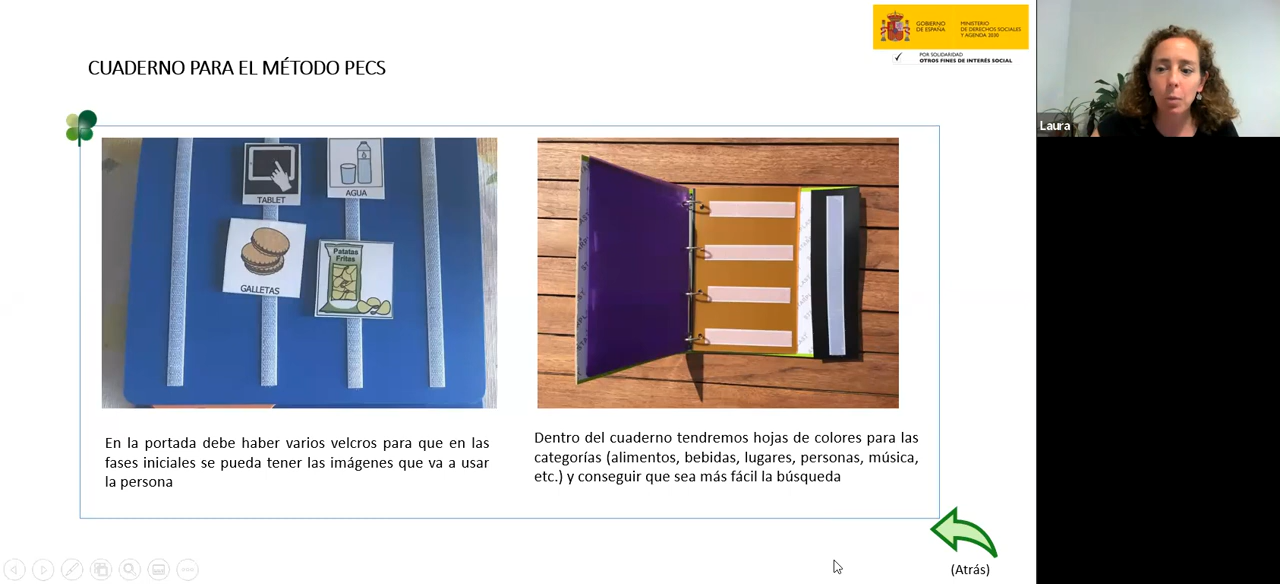 GOBIERNO
DE ESPAÑA
MINISTERIO
DE DERECHOS SOCIALES
Y AGENDA 2030
POR SOLIDARIDAD
OTROS FINES DE INTERÉS SOCIAL
CUADERNO PARA EL MÉTODO PECS
Laura
TABLET
AGUA
GALLETAS
Patatas
Fritas
En la portada debe haber varios velcros para que en las
fases iniciales se pueda tener las imágenes que va a usar
la persona
Dentro del cuaderno tendremos hojas de colores para las
categorías (alimentos, bebidas, lugares, personas, música,
etc.) y conseguir que sea más fácil la búsqueda
(Atrás)